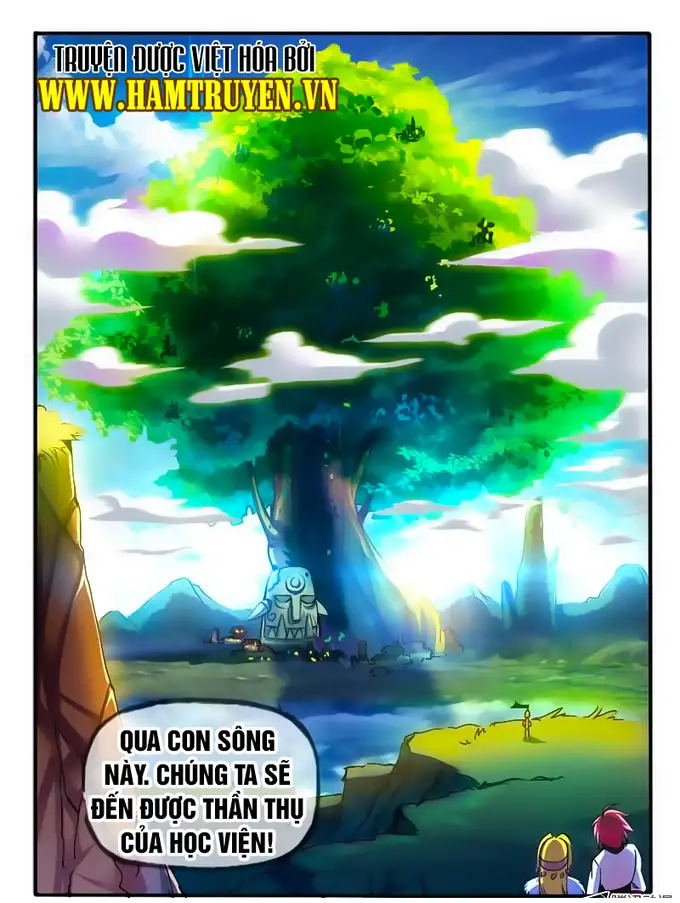 TRUYỆN ĐƯỢC VIỆT HÓA BỞI
WWW.HAMTRUYEN.VN
QUA CON SÔNG
NÀY. CHÚNG TA SẼ
ĐẾN ĐƯỢC THẦN THỤ
CỦA HỌC VIỆN!